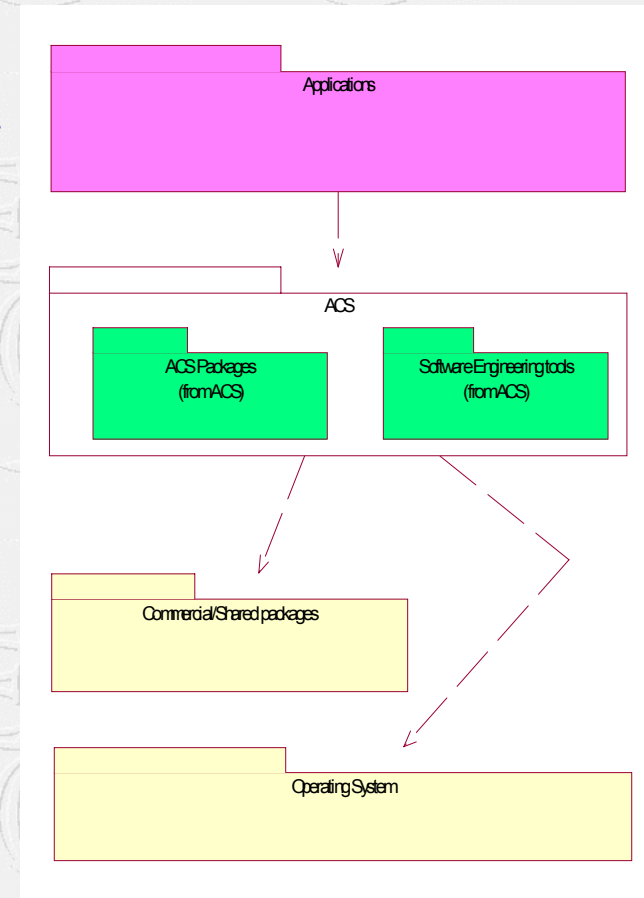 Applications
ACS
ACS Packages
(from ACS)
Software Engineering tools
(from ACS)
Commercial/Shared packages
Operating System